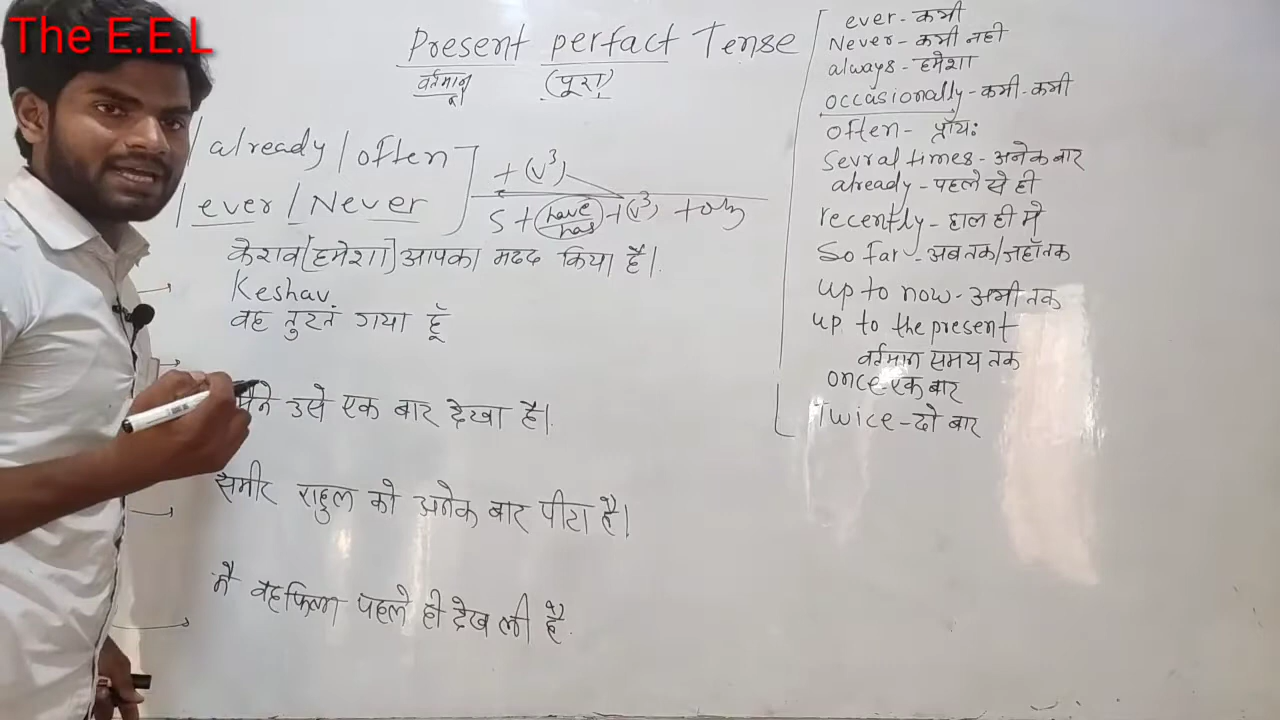 The E.E.L
Present perfact Tense
वर्तमान (पूरा)
already / often
+ (v³)
ever / Never
S + have has + (v³) + obj
केशव [हमेशा] आपका मदद किया है।
Keshav
वह तुरतं गया हूँ
मैंने उसे एक बार देखा है।
समीर राहुल को अनेक बार पीटा है।
मै वह फिल्म पहले ही देख ली है
ever - कभी
Never - कभी नही
always - हमेशा
occasionally - कभी-कभी
often - प्रॉयः
Sevral times - अनेक बार
already - पहले से ही
recently - हाल ही मे
So far - अब तक/जहाँ तक
up to now - अभी तक
up to the present
वर्तमान समय तक
once - एक बार
Twice - दो बार